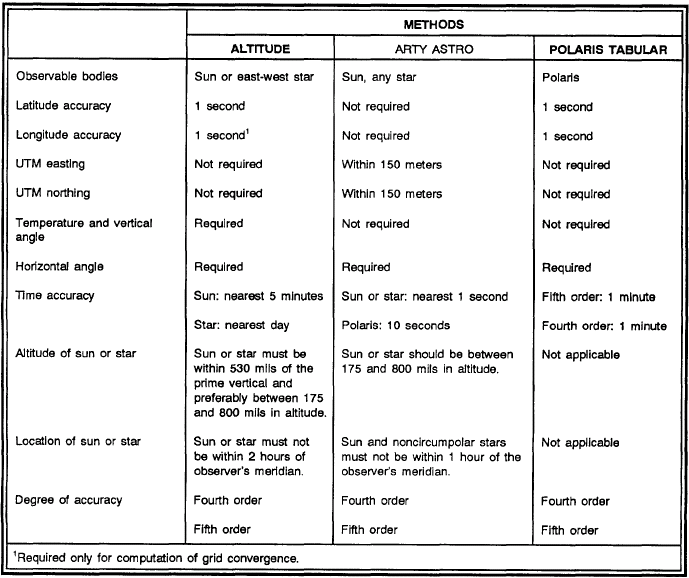 METHODS
ALTITUDE ARTY ASTRO POLARIS TABULAR
Observable bodies Sun or east-west star Sun, any star Polaris
Latitude accuracy 1 second Not required 1 second
Longitude accuracy 1 second¹ Not required 1 second
UTM easting Not required Within 150 meters Not required
UTM northing Not required Within 150 meters Not required
Temperature and vertical Required Not required Not required
angle
Horizontal angle Required Required Required
Time accuracy Sun: nearest 5 minutes Sun or star: nearest 1 second Fifth order: 1 minute
Star: nearest day Polaris: 10 seconds Fourth order: 1 minute
Altitude of sun or star Sun or star must be Sun or star should be between Not applicable
within 530 mils of the 175 and 800 mils in altitude.
prime vertical and
preferably between 175
and 800 mils in altitude.
Location of sun or star Sun or star must not Sun and noncircumpolar stars Not applicable
be within 2 hours of must not be within 1 hour of the
observer's meridian. observer's meridian.
Degree of accuracy Fourth order Fourth order Fourth order
Fifth order Fifth order Fifth order
¹Required only for computation of grid convergence.